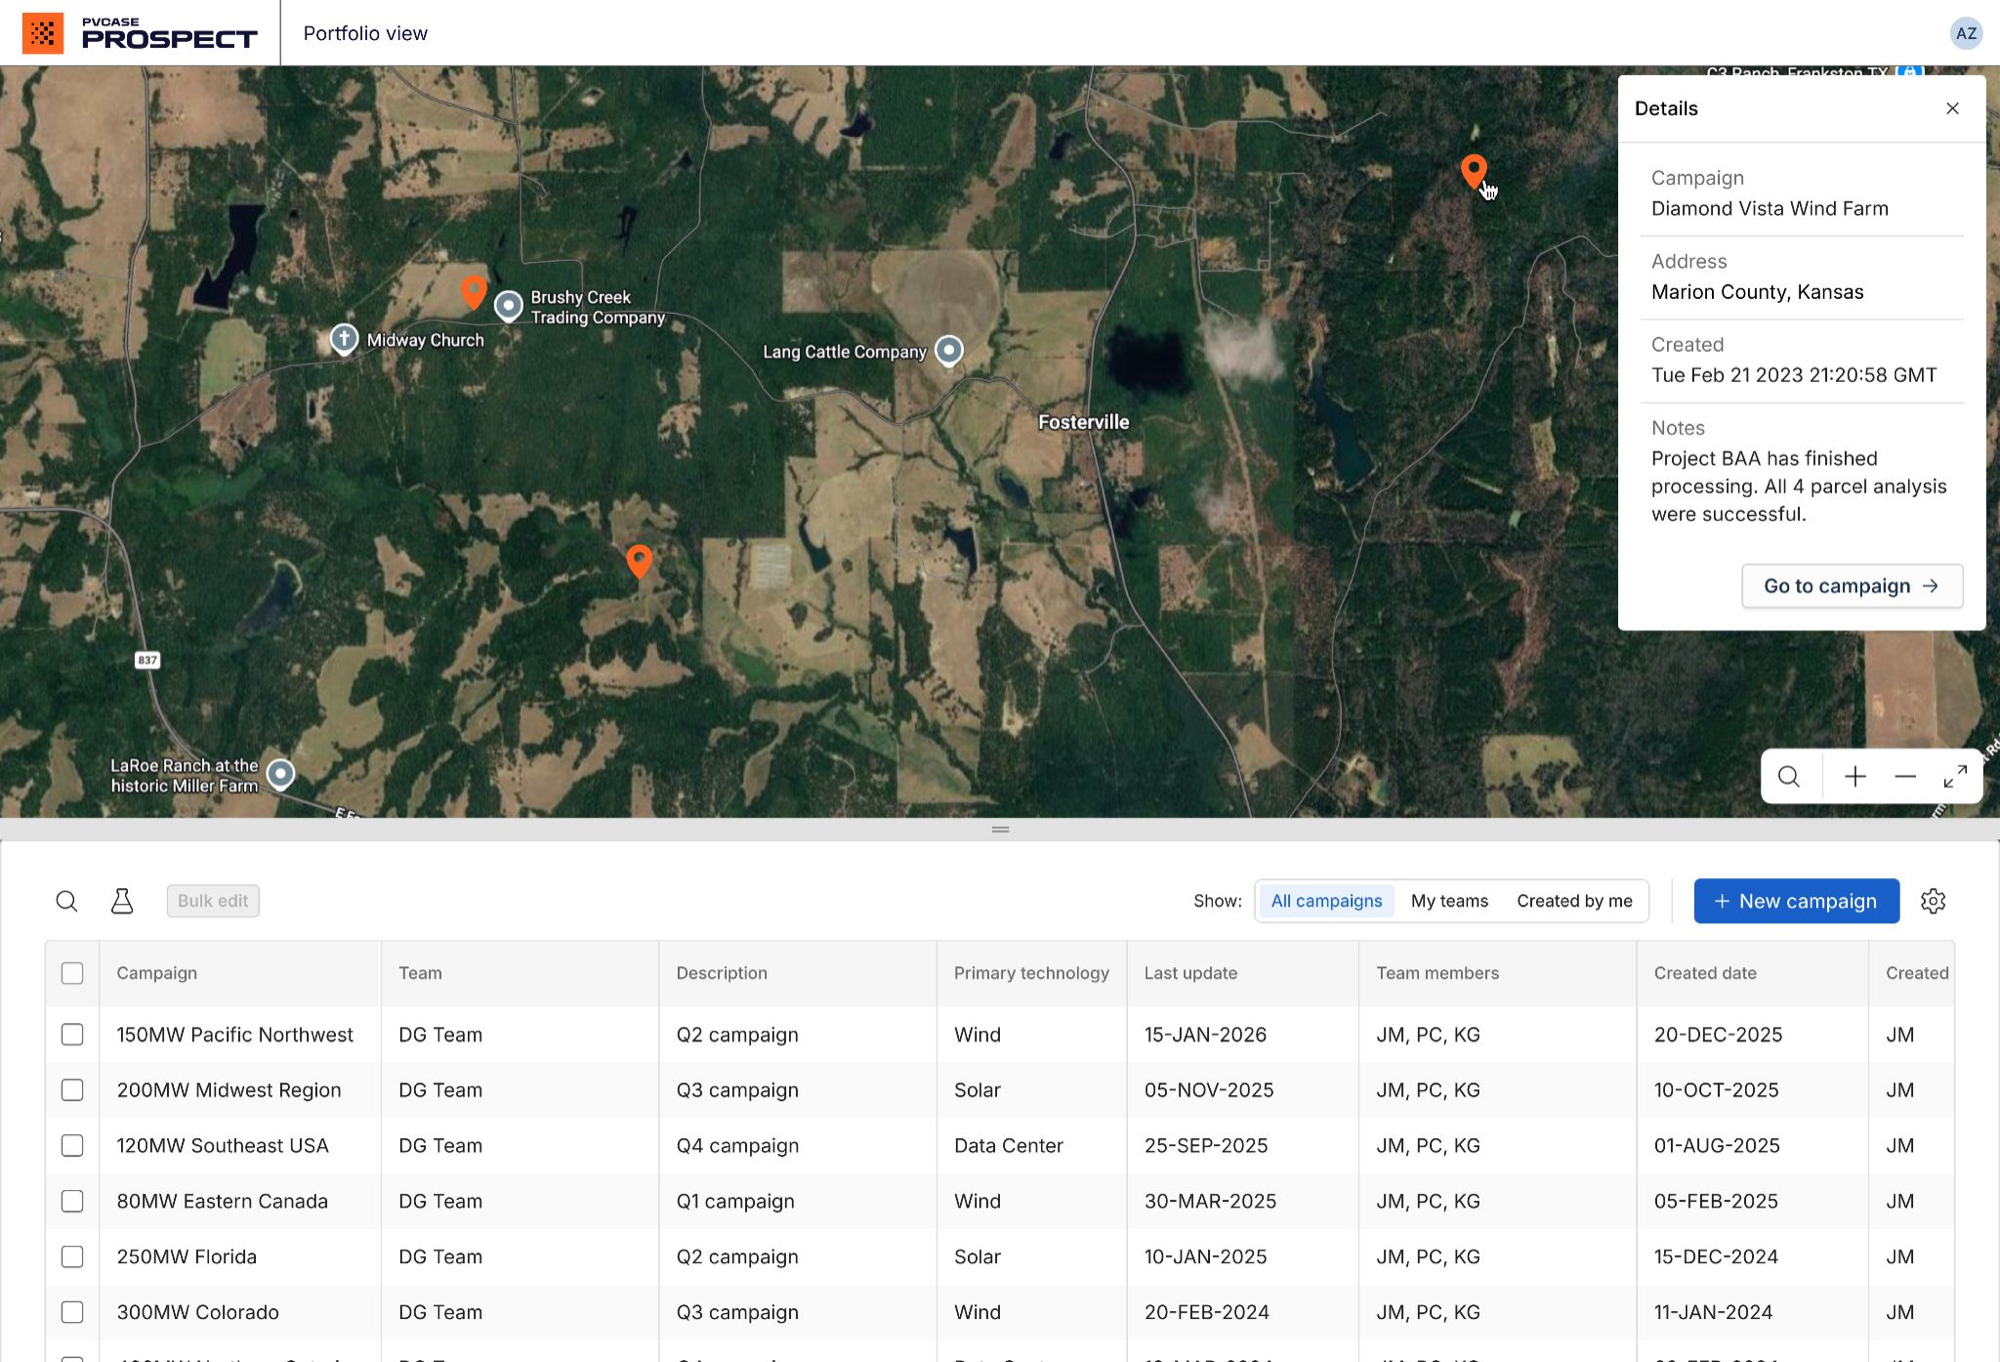 PVCASE
PROSPECT
Portfolio view
AZ
C3 Ranch, Frankston TX
Details
Campaign
Diamond Vista Wind Farm
Address
Marion County, Kansas
Created
Tue Feb 21 2023 21:20:58 GMT
Notes
Project BAA has finished
processing. All 4 parcel analysis
were successful.
Go to campaign
Brushy Creek
Trading Company
Midway Church
Lang Cattle Company
Fosterville
837
LaRoe Ranch at the
historic Miller Farm
Bulk edit
Show:
All campaigns
My teams
Created by me
+ New campaign
Campaign Team Description Primary technology Last update Team members Created date Created
150MW Pacific Northwest DG Team Q2 campaign Wind 15-JAN-2026 JM, PC, KG 20-DEC-2025 JM
200MW Midwest Region DG Team Q3 campaign Solar 05-NOV-2025 JM, PC, KG 10-OCT-2025 JM
120MW Southeast USA DG Team Q4 campaign Data Center 25-SEP-2025 JM, PC, KG 01-AUG-2025 JM
80MW Eastern Canada DG Team Q1 campaign Wind 30-MAR-2025 JM, PC, KG 05-FEB-2025 JM
250MW Florida DG Team Q2 campaign Solar 10-JAN-2025 JM, PC, KG 15-DEC-2024 JM
300MW Colorado DG Team Q3 campaign Wind 20-FEB-2024 JM, PC, KG 11-JAN-2024 JM